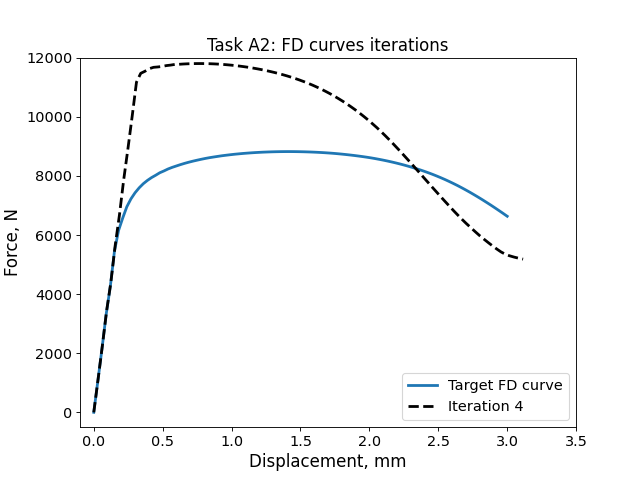 Task A2: FD curves iterations
12000
10000
8000
6000
4000
2000
0
Force, N
0.0 0.5 1.0 1.5 2.0 2.5 3.0 3.5
Displacement, mm
Target FD curve
Iteration 4